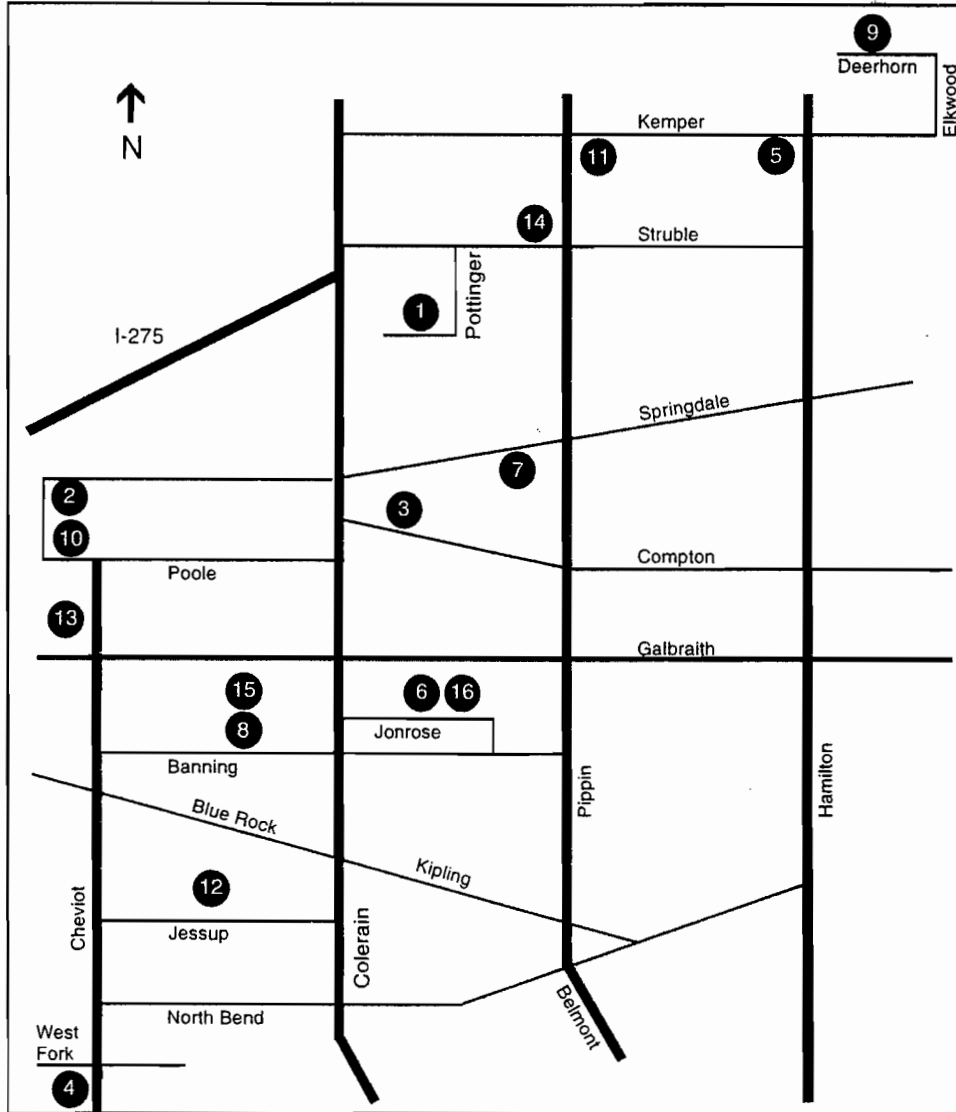 9
Deerhorn
Elkwood
N
Kemper
11
5
14
Struble
Pottinger
1
I-275
Springdale
7
2
3
10
Poole
Compton
13
Galbraith
15
6
16
8
Jonrose
Banning
Blue Rock
Pippin
Hamilton
Kipling
12
Cheviot
Jessup
Colerain
North Bend
Belmont
West
Fork
4